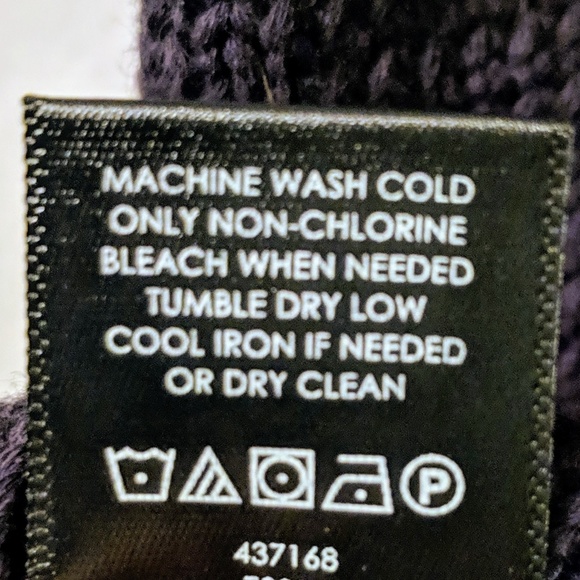 MACHINE WASH COLD
ONLY NON-CHLORINE
BLEACH WHEN NEEDED
TUMBLE DRY LOW
COOL IRON IF NEEDED
OR DRY CLEAN
P
437168